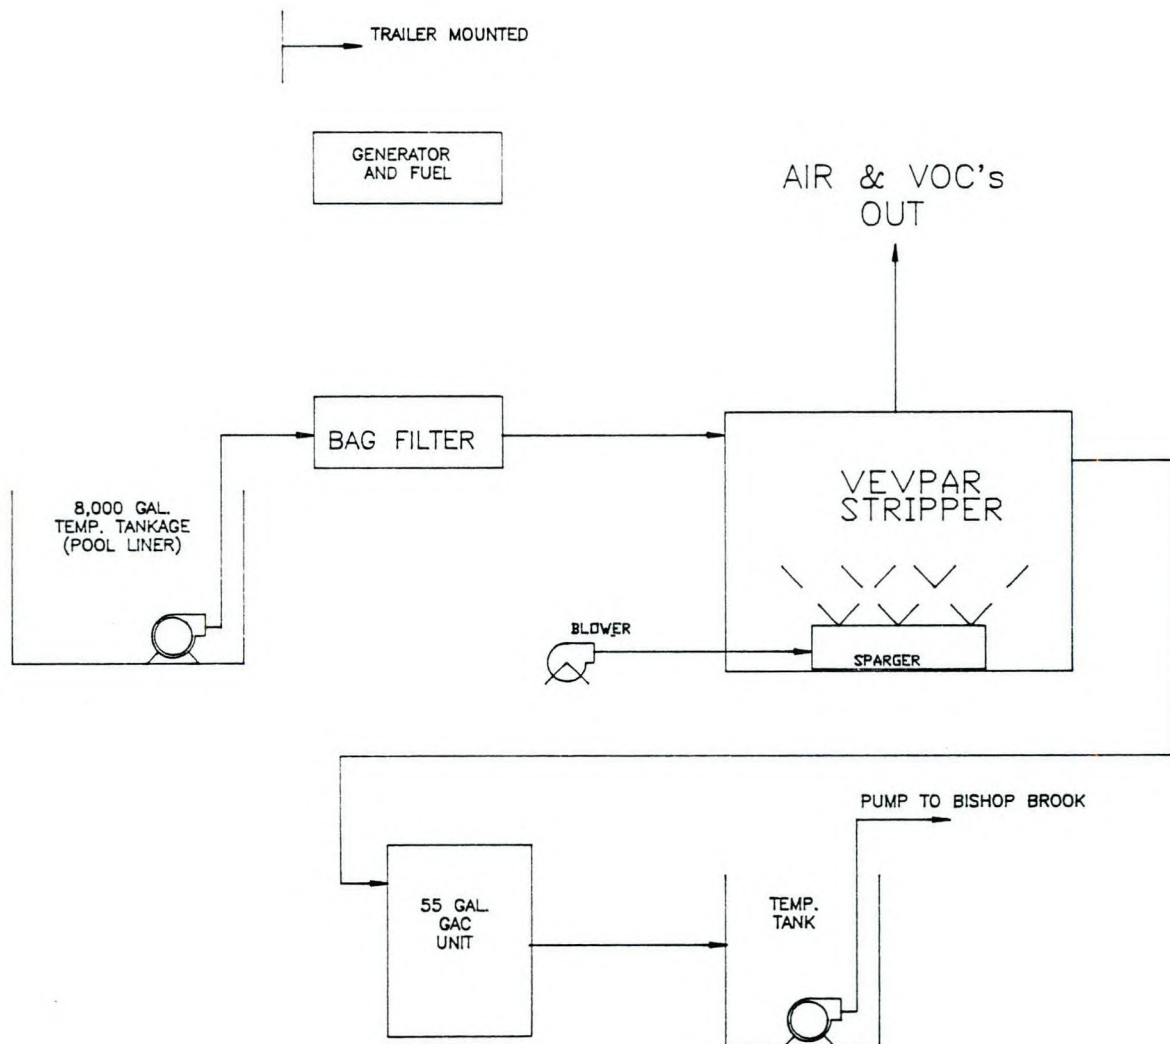 TRAILER MOUNTED
GENERATOR
AND FUEL
AIR & VOC's
OUT
BAG FILTER
8,000 GAL.
TEMP. TANKAGE
(POOL LINER)
VEVPAR
STRIPPER
BLOWER
SPARGER
PUMP TO BISHOP BROOK
55 GAL.
GAC
UNIT
TEMP.
TANK